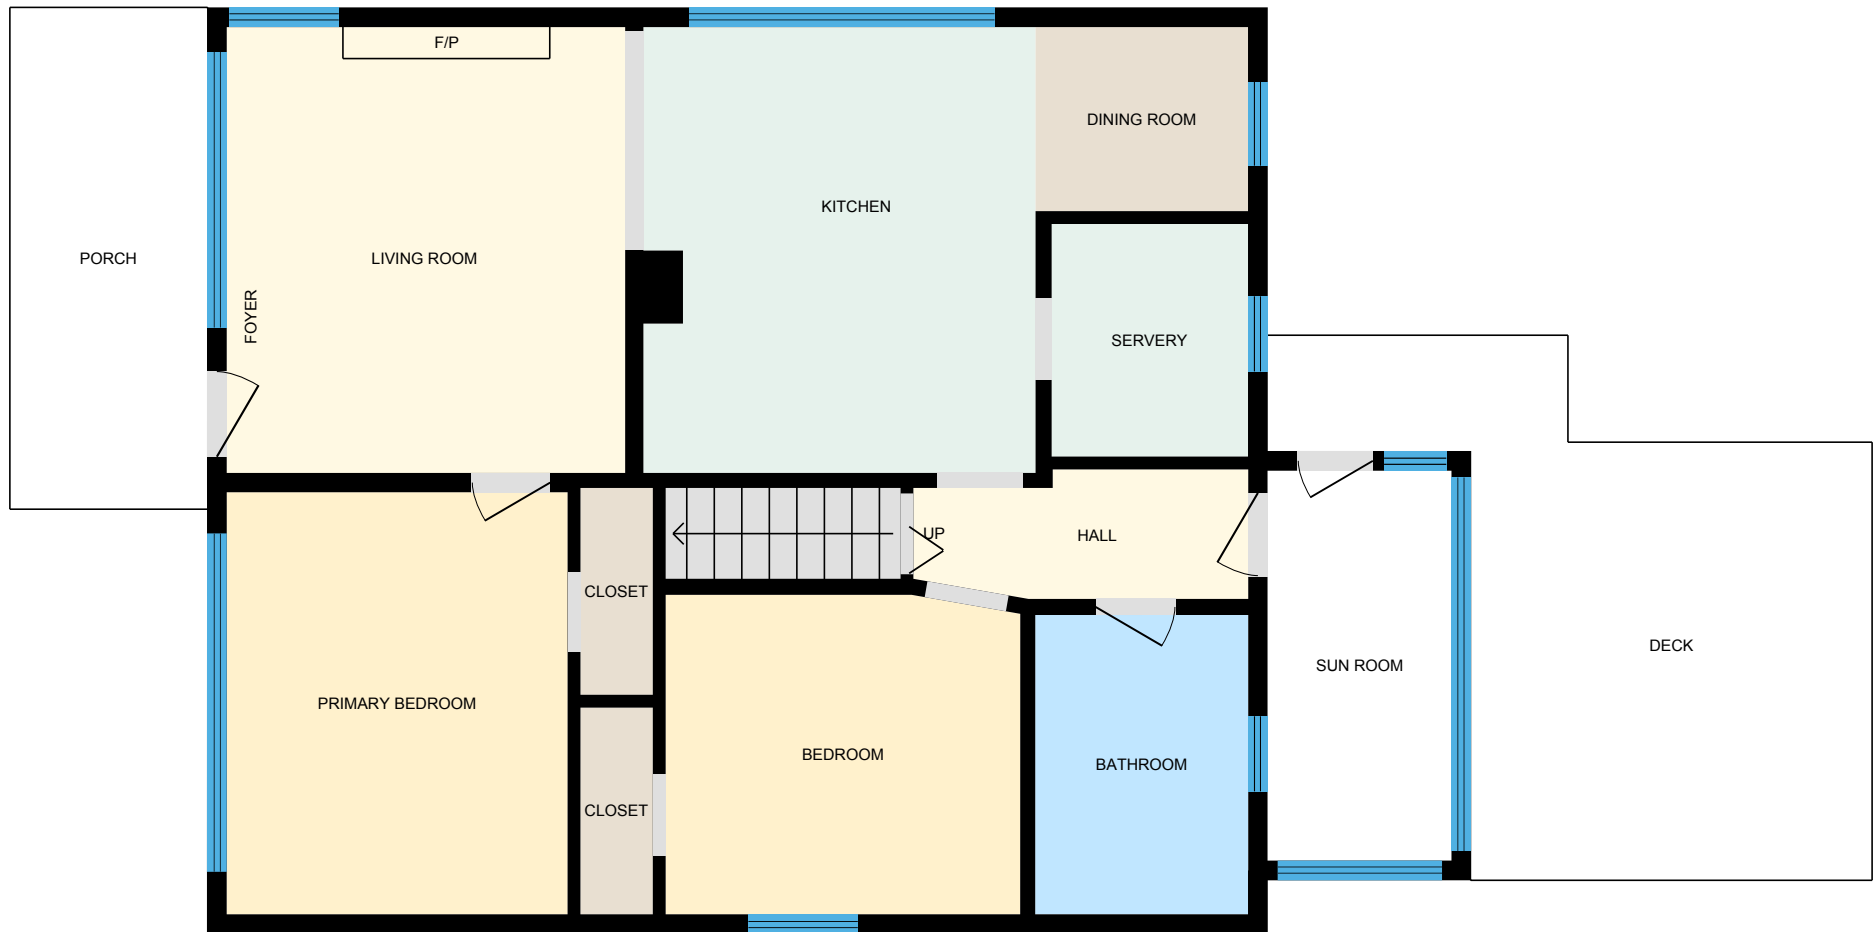 F/P
DINING ROOM
KITCHEN
PORCH
LIVING ROOM
FOYER
SERVERY
UP
HALL
CLOSET
DECK
SUN ROOM
PRIMARY BEDROOM
BEDROOM
BATHROOM
CLOSET